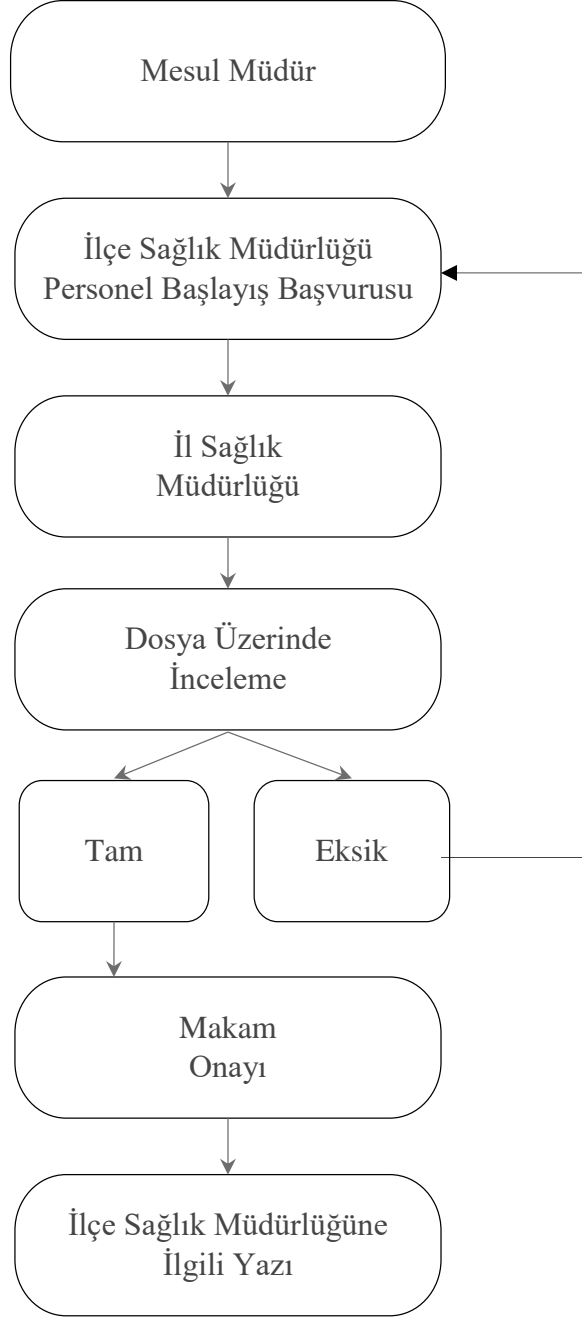 Mesul Müdür
İlçe Sağlık Müdürlüğü
Personel Başlayış Başvurusu
İl Sağlık
Müdürlüğü
Dosya Üzerinde
İnceleme
Tam
Eksik
Makam
Onayı
İlçe Sağlık Müdürlüğüne
İlgili Yazı